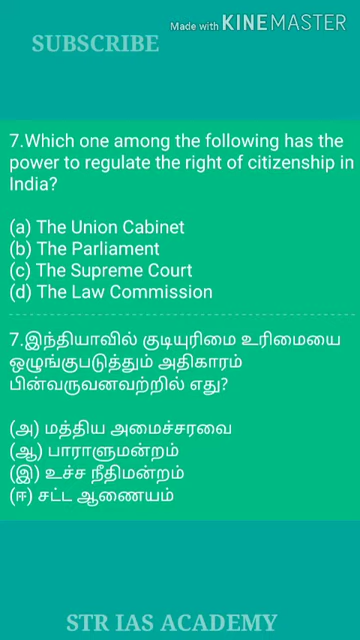 Made with KINEMASTER
SUBSCRIBE
7.Which one among the following has the
power to regulate the right of citizenship in
India?
(a) The Union Cabinet
(b) The Parliament
(c) The Supreme Court
(d) The Law Commission
7.இந்தியாவில் குடியுரிமை உரிமையை
ஒழுங்குபடுத்தும் அதிகாரம்
பின்வருவனவற்றில் எது?
(அ) மத்திய அமைச்சரவை
(ஆ) பாராளுமன்றம்
(இ) உச்ச நீதிமன்றம்
(ஈ) சட்ட ஆணையம்
STR IAS ACADEMY